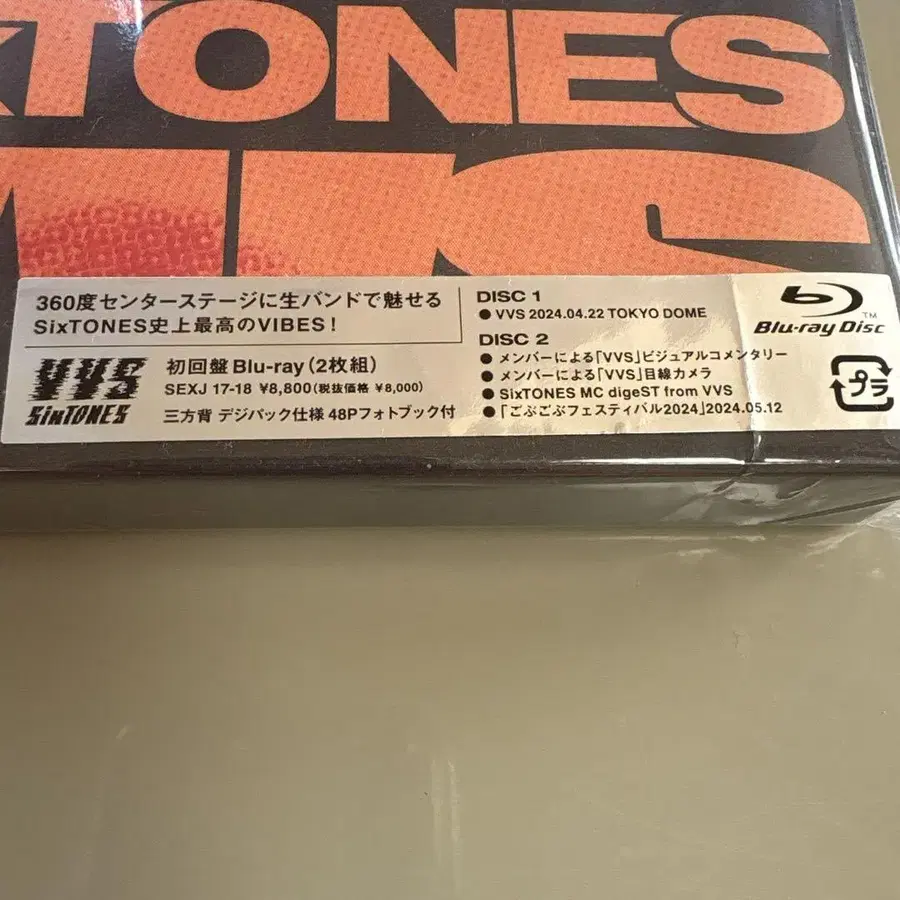 TONES
VVS
360度センターステージに生バンドで魅せる
SixTONES史上最高のVIBES！
VVS
SixTONES
初回盤 Blu-ray（2枚組）
SEXJ 17-18 ¥8,800（税抜価格 ¥8,000）
三方背 デジパック仕様 48Pフォトブック付
DISC 1
● VVS 2024.04.22 TOKYO DOME
DISC 2
● メンバーによる「VVS」ビジュアルコメンタリー
● メンバーによる「VVS」目線カメラ
● SixTONES MC digeST from VVS
● 「ごぶごぶフェスティバル2024」2024.05.12
Blu-ray Disc
TM
プラ